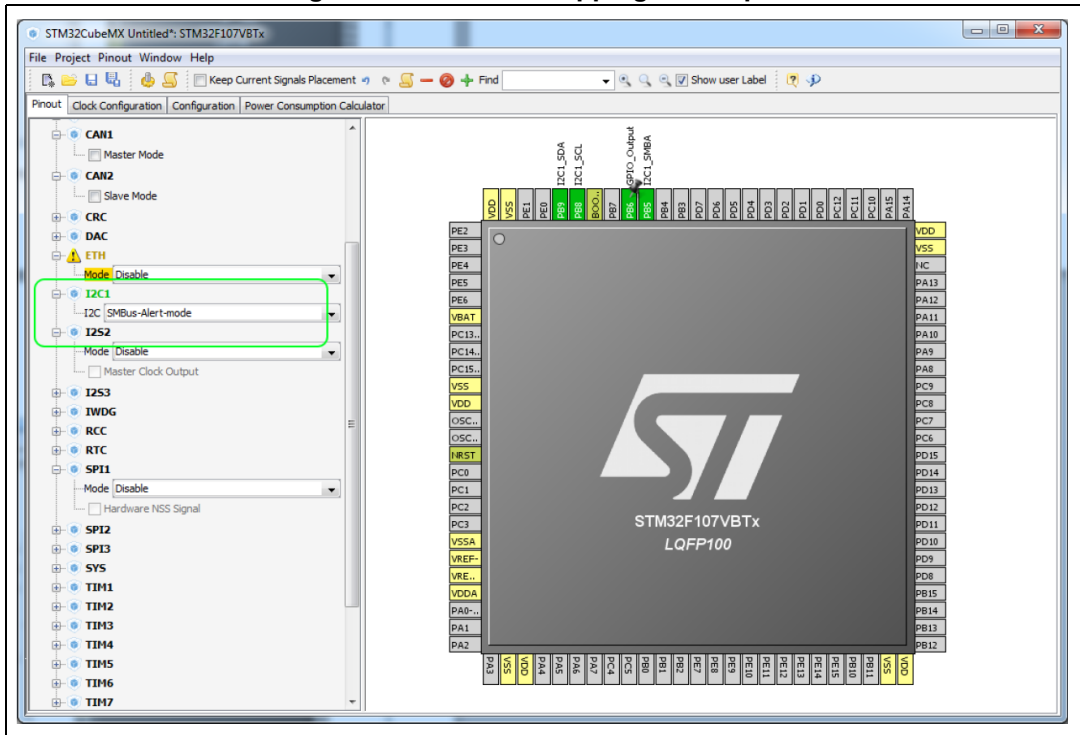 STM32CubeMX Untitled*: STM32F107VBTx
File Project Pinout Window Help
Keep Current Signals Placement Find Show user Label
Pinout Clock Configuration Configuration Power Consumption Calculator
CAN1
Master Mode
CAN2
Slave Mode
CRC
DAC
ETH
Mode Disable
I2C1
I2C SMBus-Alert-mode
I2S2
Mode Disable
Master Clock Output
I2S3
IWDG
RCC
RTC
SPI1
Mode Disable
Hardware NSS Signal
SPI2
SPI3
SYS
TIM1
TIM2
TIM3
TIM4
TIM5
TIM6
TIM7
I2C1_SDA
I2C1_SCL
GPIO_Output
I2C1_SMBA
VDD
VSS
PE1
PE0
PB9
PB8
BOO..
PB7
PB6
PB5
PB4
PB3
PD7
PD6
PD5
PD4
PD3
PD2
PD1
PD0
PC12
PC11
PC10
PA15
PA14
PE2
PE3
PE4
PE5
PE6
VBAT
PC13..
PC14..
PC15..
VSS
VDD
OSC..
OSC..
NRST
PC0
PC1
PC2
PC3
VSSA
VREF-
VRE..
VDDA
PA0-..
PA1
PA2
ST
STM32F107VBTx
LQFP100
VDD
VSS
NC
PA13
PA12
PA11
PA10
PA9
PA8
PC9
PC8
PC7
PC6
PD15
PD14
PD13
PD12
PD11
PD10
PD9
PD8
PB15
PB14
PB13
PB12
PA3
VSS
VDD
PA4
PA5
PA6
PA7
PC4
PC5
PB0
PB1
PB2
PE7
PE8
PE9
PE10
PE11
PE12
PE13
PE14
PE15
PB10
PB11
VSS
VDD